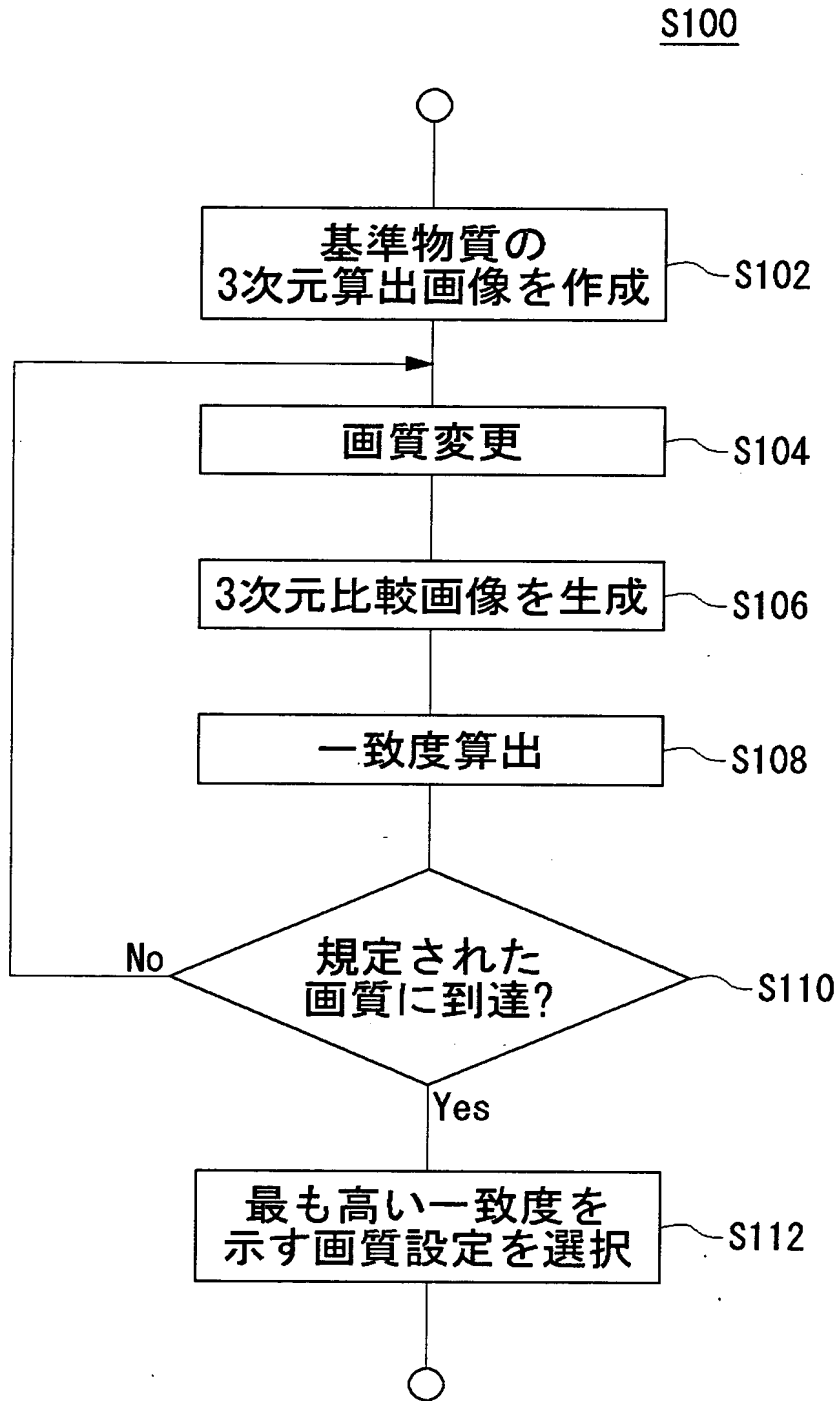 S100
基準物質の
3次元算出画像を作成
S102
画質変更
S104
3次元比較画像を生成
S106
一致度算出
S108
No
規定された
画質に到達?
S110
Yes
最も高い一致度を
示す画質設定を選択
S112